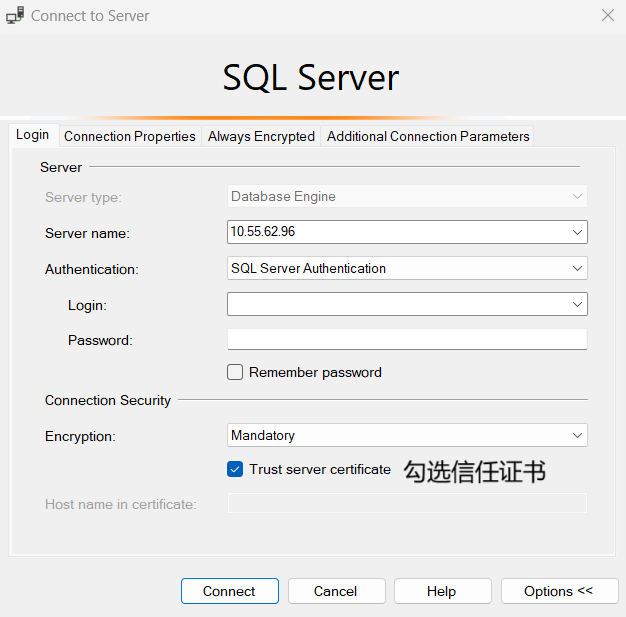 Connect to Server
SQL Server
Login Connection Properties Always Encrypted Additional Connection Parameters
Server
Server type: Database Engine
Server name: 10.55.62.96
Authentication: SQL Server Authentication
Login:
Password:
Remember password
Connection Security
Encryption: Mandatory
Trust server certificate 勾选信任证书
Host name in certificate:
Connect Cancel Help Options <<